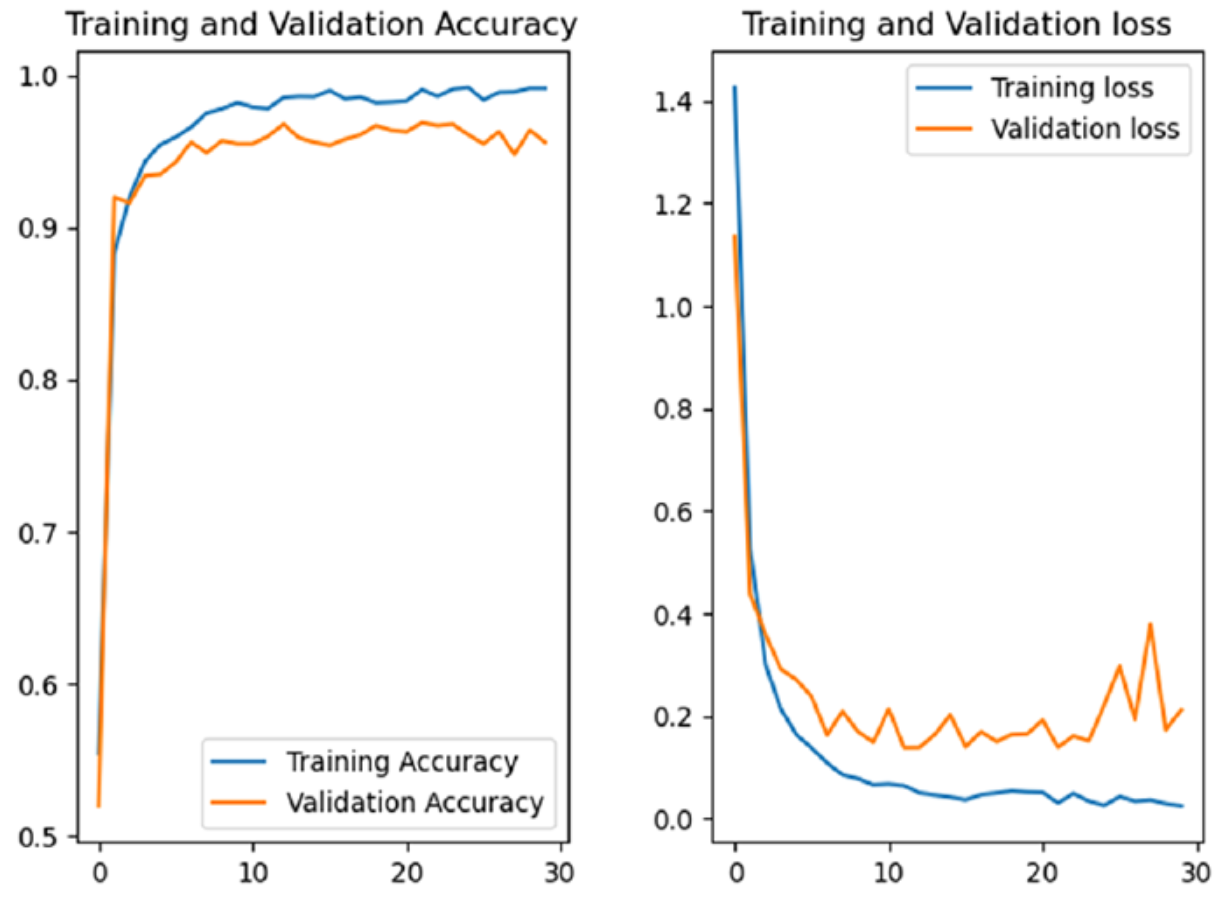 Training and Validation Accuracy
1.0
0.9
0.8
0.7
0.6
0.5
0 10 20 30
Training Accuracy
Validation Accuracy
Training and Validation loss
1.4
1.2
1.0
0.8
0.6
0.4
0.2
0.0
0 10 20 30
Training loss
Validation loss